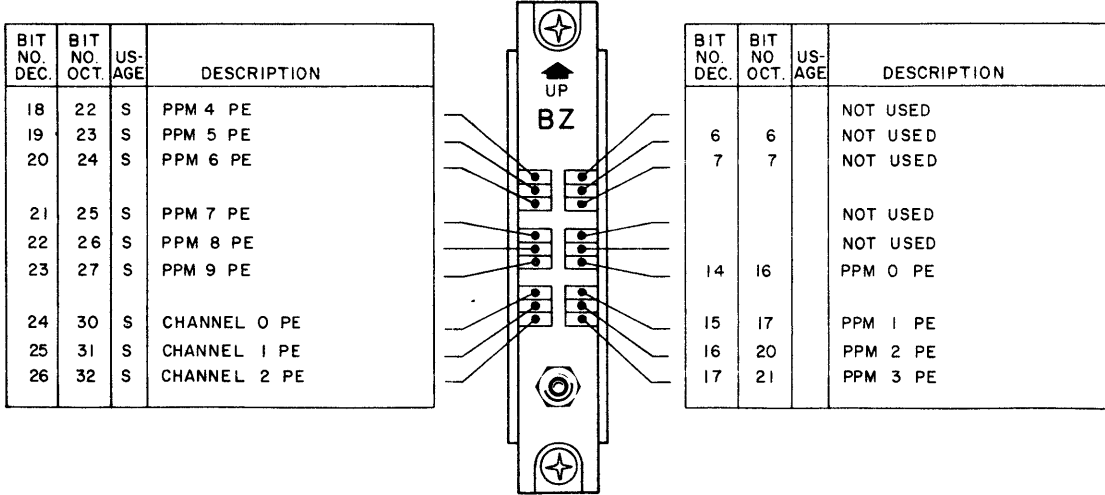 BIT NO. DEC. BIT NO. OCT. US-AGE DESCRIPTION
18 22 S PPM 4 PE
19 23 S PPM 5 PE
20 24 S PPM 6 PE
21 25 S PPM 7 PE
22 26 S PPM 8 PE
23 27 S PPM 9 PE
24 30 S CHANNEL 0 PE
25 31 S CHANNEL 1 PE
26 32 S CHANNEL 2 PE
UP
BZ
BIT NO. DEC. BIT NO OCT. US-AGE DESCRIPTION
NOT USED
6 6 NOT USED
7 7 NOT USED
NOT USED
NOT USED
14 16 PPM 0 PE
15 17 PPM 1 PE
16 20 PPM 2 PE
17 21 PPM 3 PE